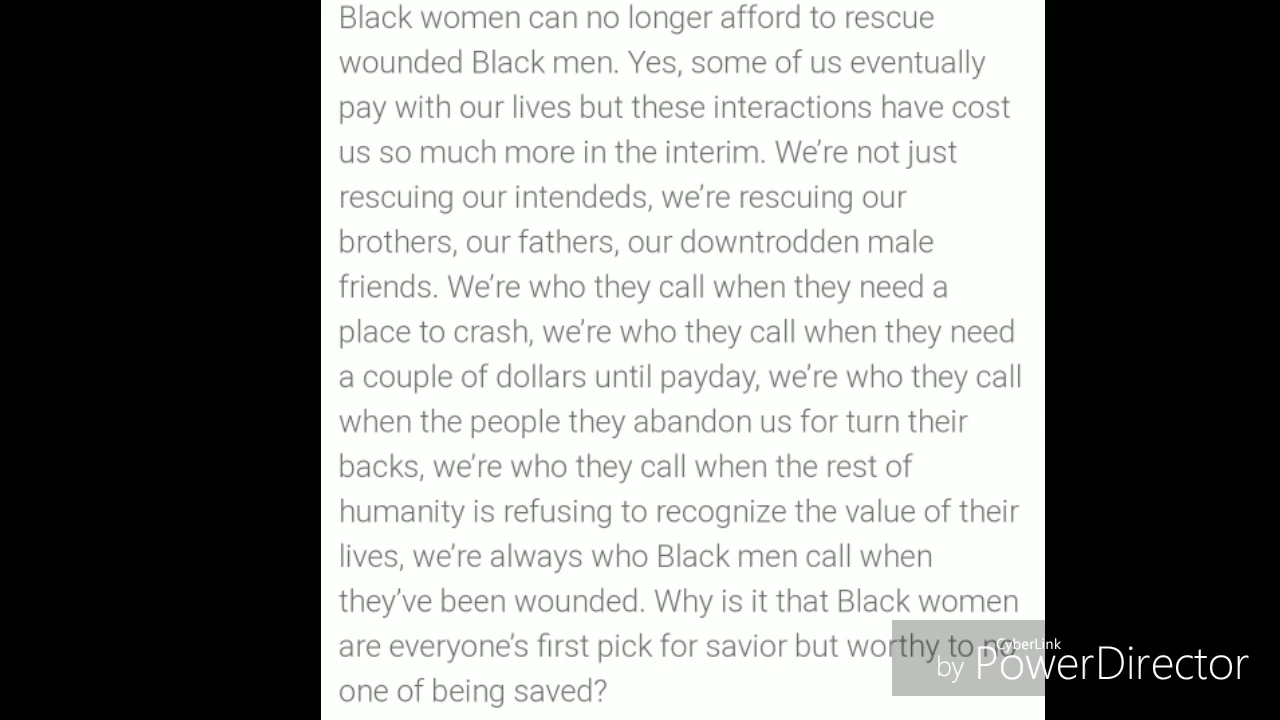 Black women can no longer afford to rescue
wounded Black men. Yes, some of us eventually
pay with our lives but these interactions have cost
us so much more in the interim. We’re not just
rescuing our intendeds, we’re rescuing our
brothers, our fathers, our downtrodden male
friends. We’re who they call when they need a
place to crash, we’re who they call when they need
a couple of dollars until payday, we’re who they call
when the people they abandon us for turn their
backs, we’re who they call when the rest of
humanity is refusing to recognize the value of their
lives, we’re always who Black men call when
they’ve been wounded. Why is it that Black women
are everyone’s first pick for savior but worthy to no
one of being saved?
CyberLink
by PowerDirector